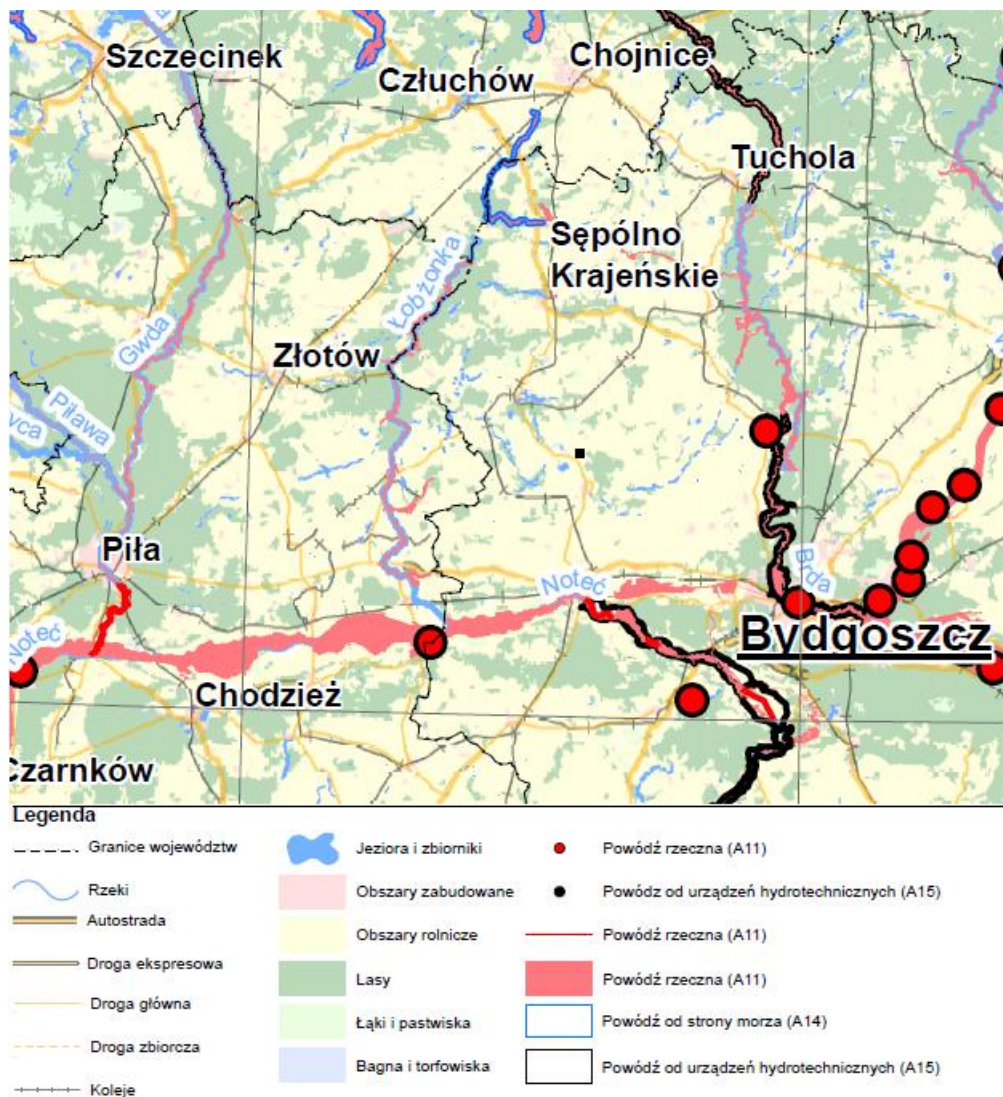 Szczecinek
Chojnice
Człuchów
Tuchola
Sępólno
Krajeńskie
Łobżonka
Gwda
Złotów
Piława
Piła
Noteć
Brda
Bydgoszcz
Noteć
Chodzież
Czarnków
Legenda
Granice województw
Rzeki
Autostrada
Droga ekspresowa
Droga główna
Droga zbiorcza
Koleje
Jeziora i zbiorniki
Obszary zabudowane
Obszary rolnicze
Lasy
Łąki i pastwiska
Bagna i torfowiska
Powódź rzeczna (A11)
Powódz od urządzeń hydrotechnicznych (A15)
Powódź rzeczna (A11)
Powódź rzeczna (A11)
Powódź od strony morza (A14)
Powódź od urządzeń hydrotechnicznych (A15)